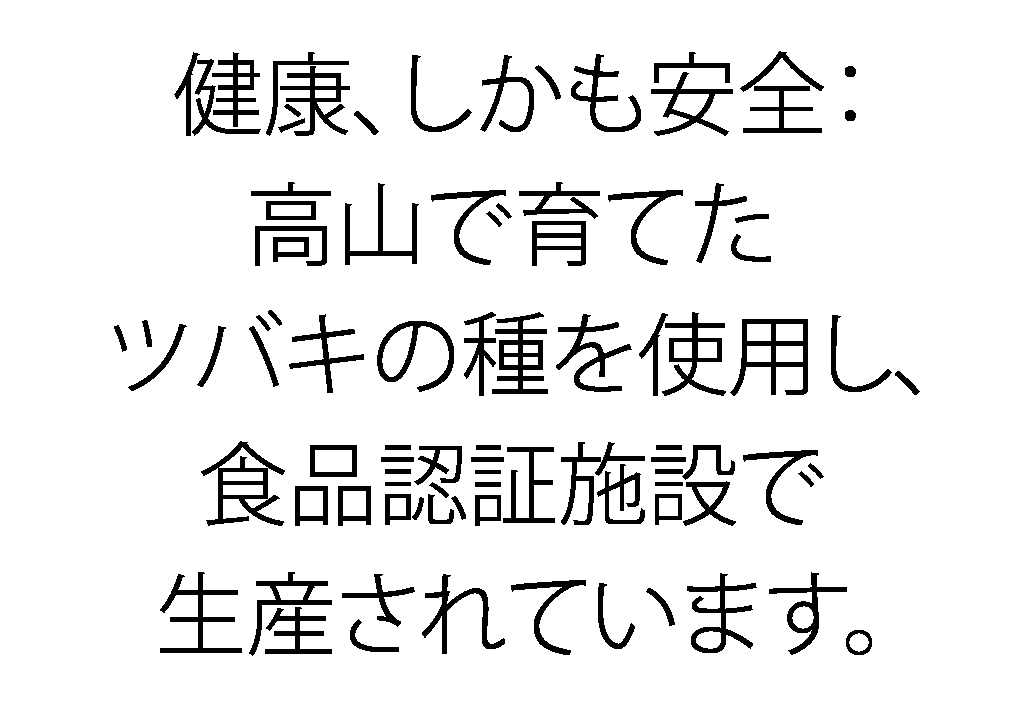 健康、しかも安全：
高山で育てた
ツバキの種を使用し、
食品認証施設で
生産されています。